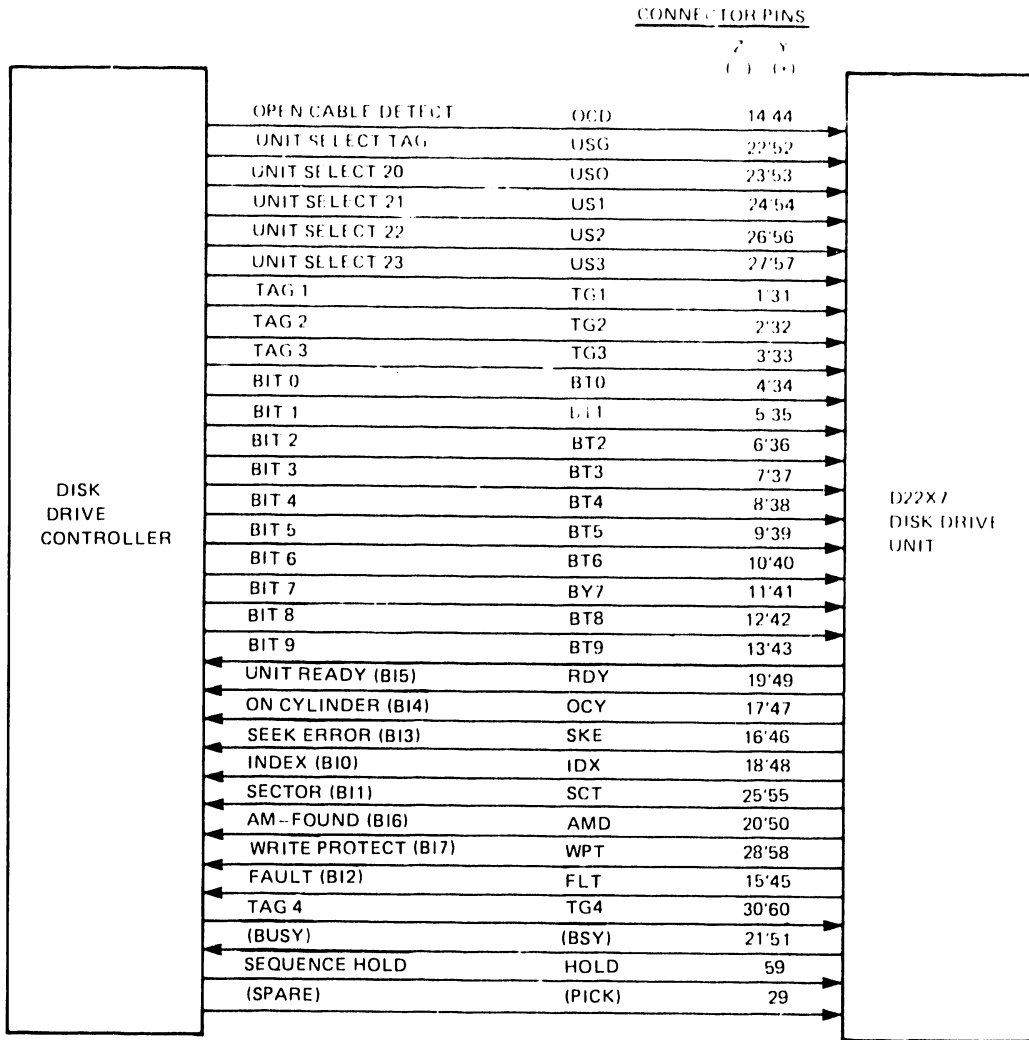 CONNECTOR PINS
Z Y
(-) (+)
OPEN CABLE DETECT OCD 14'44
UNIT SELECT TAG USG 22'52
UNIT SELECT 20 US0 23'53
UNIT SELECT 21 US1 24'54
UNIT SELECT 22 US2 26'56
UNIT SELECT 23 US3 27'57
TAG 1 TG1 1'31
TAG 2 TG2 2'32
TAG 3 TG3 3'33
BIT 0 BT0 4'34
BIT 1 BT1 5'35
BIT 2 BT2 6'36
BIT 3 BT3 7'37
BIT 4 BT4 8'38
BIT 5 BT5 9'39
BIT 6 BT6 10'40
BIT 7 BY7 11'41
BIT 8 BT8 12'42
BIT 9 BT9 13'43
UNIT READY (BI5) RDY 19'49
ON CYLINDER (BI4) OCY 17'47
SEEK ERROR (BI3) SKE 16'46
INDEX (BI0) IDX 18'48
SECTOR (BI1) SCT 25'55
AM-FOUND (BI6) AMD 20'50
WRITE PROTECT (BI7) WPT 28'58
FAULT (BI2) FLT 15'45
TAG 4 TG4 30'60
(BUSY) (BSY) 21'51
SEQUENCE HOLD HOLD 59
(SPARE) (PICK) 29
DISK
DRIVE
CONTROLLER
D22X7
DISK DRIVE
UNIT